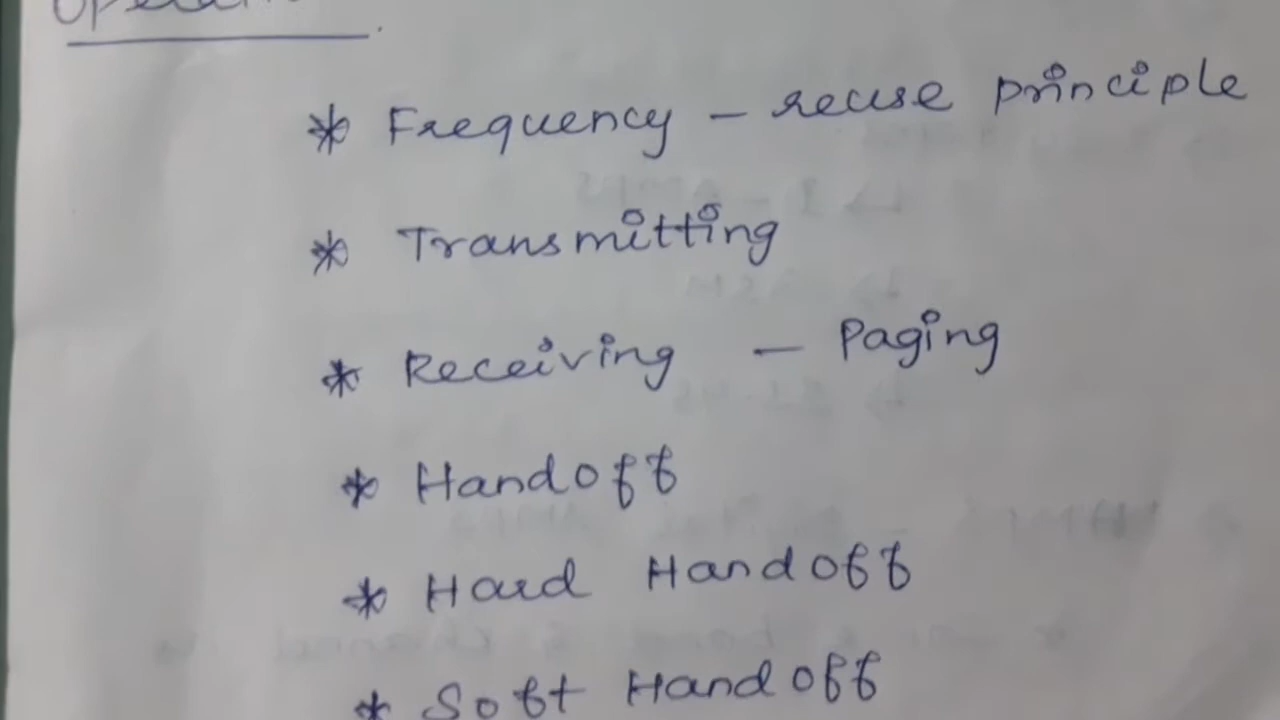 * Frequency - reuse principle
* Transmitting
* Receiving - Paging
* Handoff
* Hard Handoff
* Soft Handoff